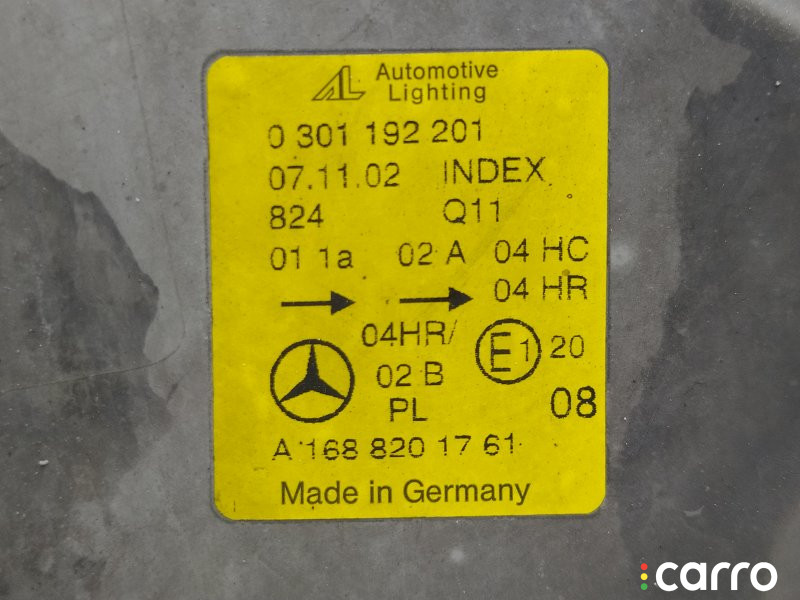 AL Automotive
Lighting
0 301 192 201
07.11.02 INDEX
824 Q11
01 1a 02 A 04 HC
04 HR
04HR/
E1 20
02 B
PL 08
A 168 820 17 61
Made in Germany
carro